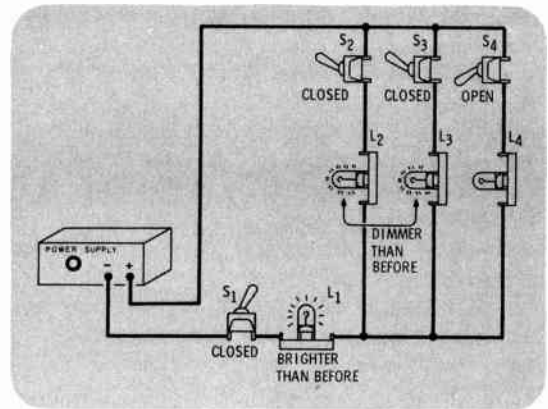 S2
S3
S4
CLOSED
CLOSED
OPEN
L2
L3
L4
DIMMER
THAN
BEFORE
POWER SUPPLY
- +
S1
L1
CLOSED
BRIGHTER
THAN BEFORE